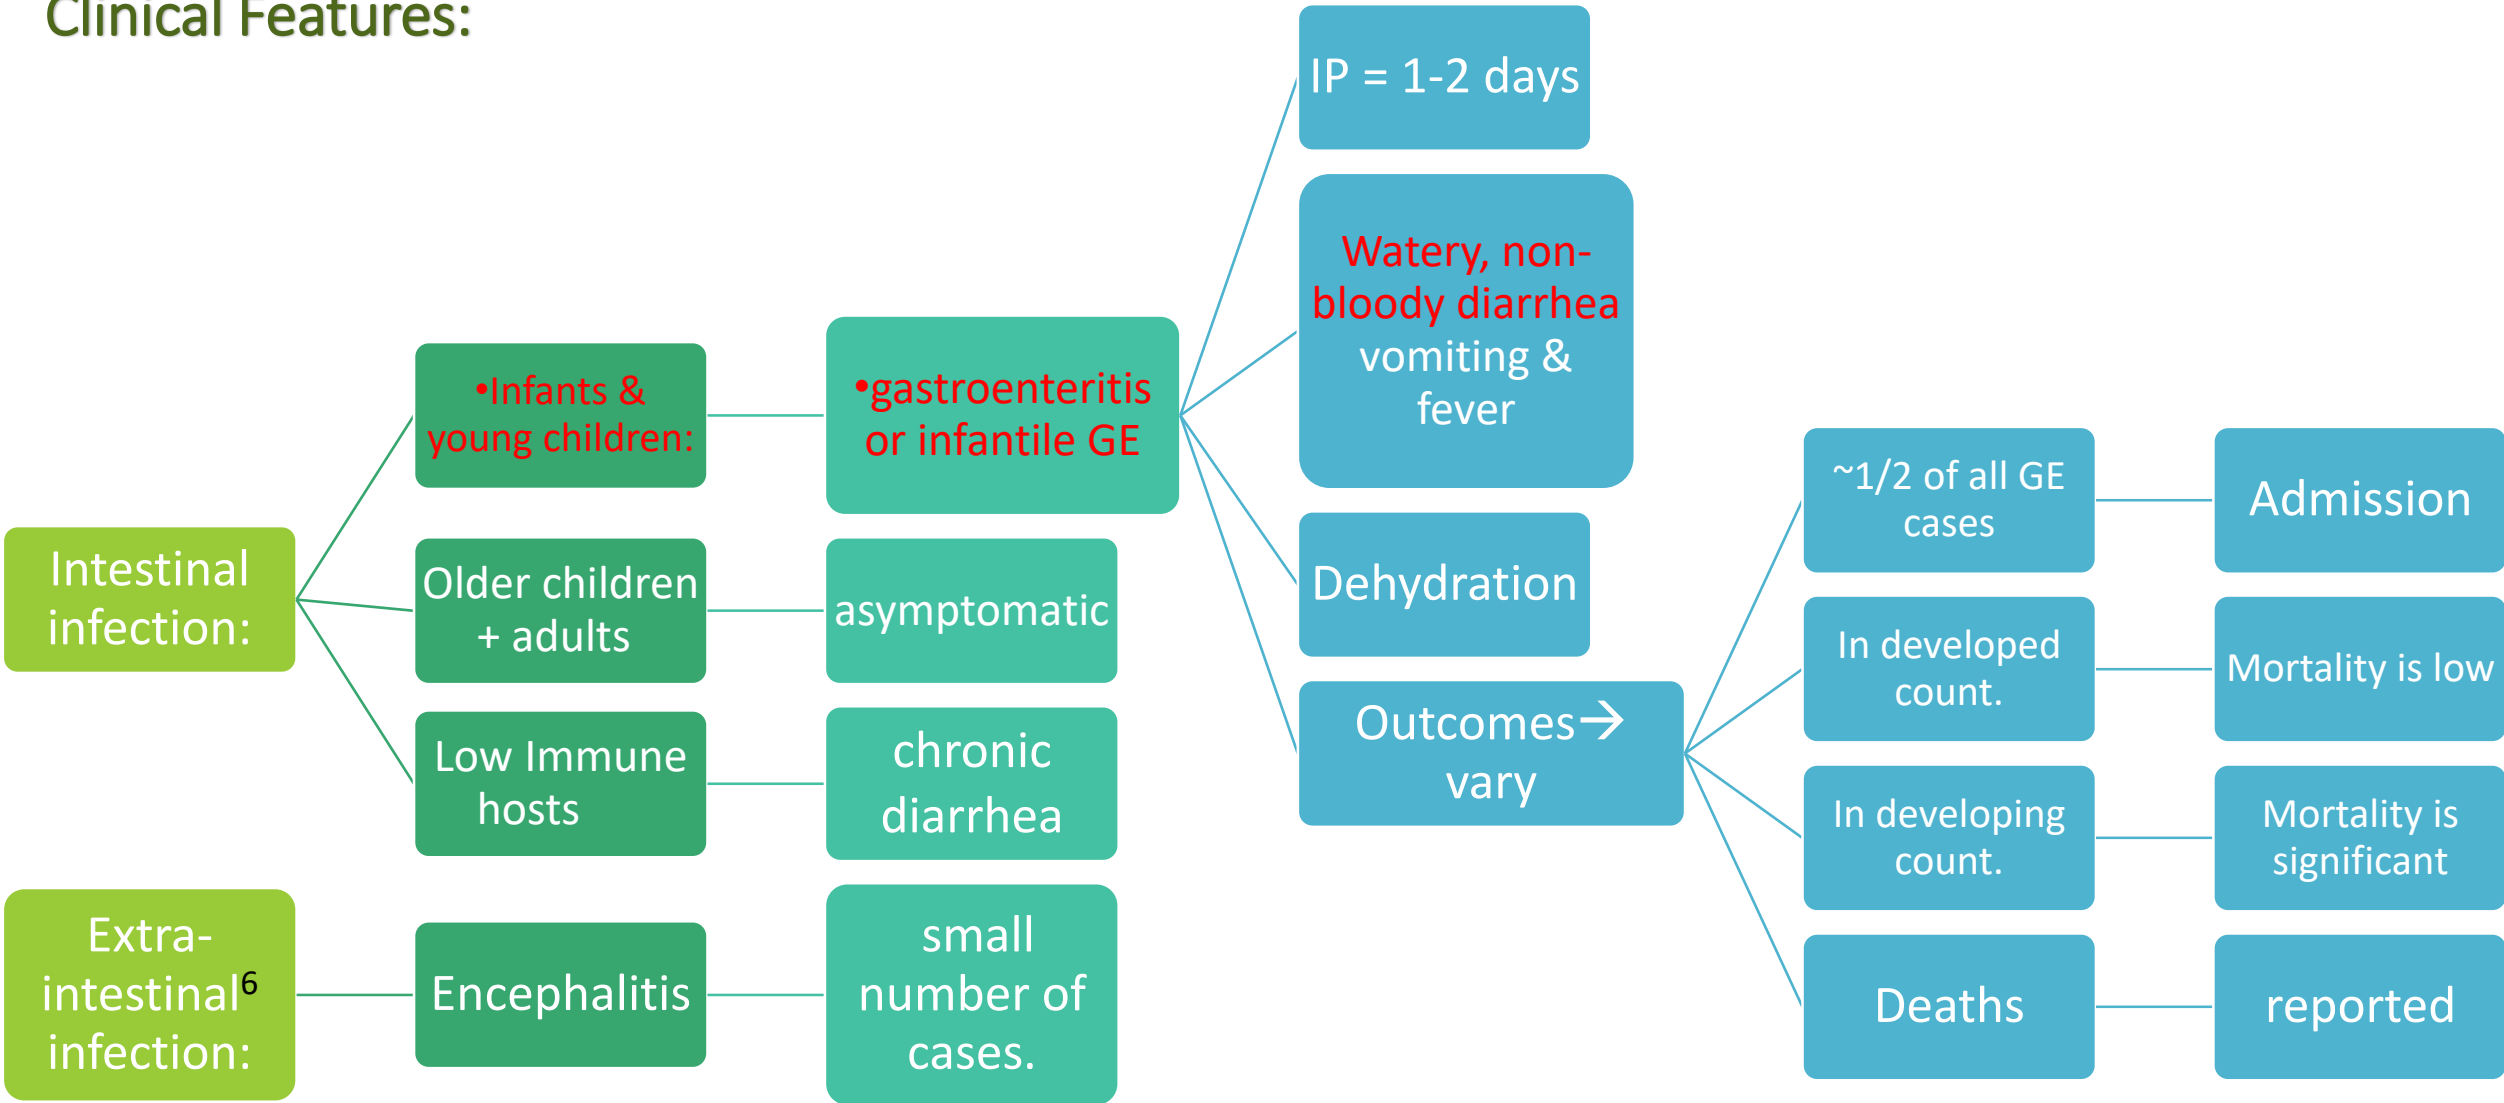 Clinical Features:
IP = 1-2 days
Watery, non-
bloody diarrhea
vomiting &
fever
•Infants &
young children:
•gastroenteritis
or infantile GE
Dehydration
Outcomes→
vary
~1/2 of all GE
cases
Admission
In developed
count.
Mortality is low
In developing
count.
Mortality is
significant
Deaths
reported
Intestinal
infection:
Older children
+ adults
asymptomatic
Low Immune
hosts
chronic
diarrhea
Extra-
intestinal⁶
infection:
Encephalitis
small
number of
cases.